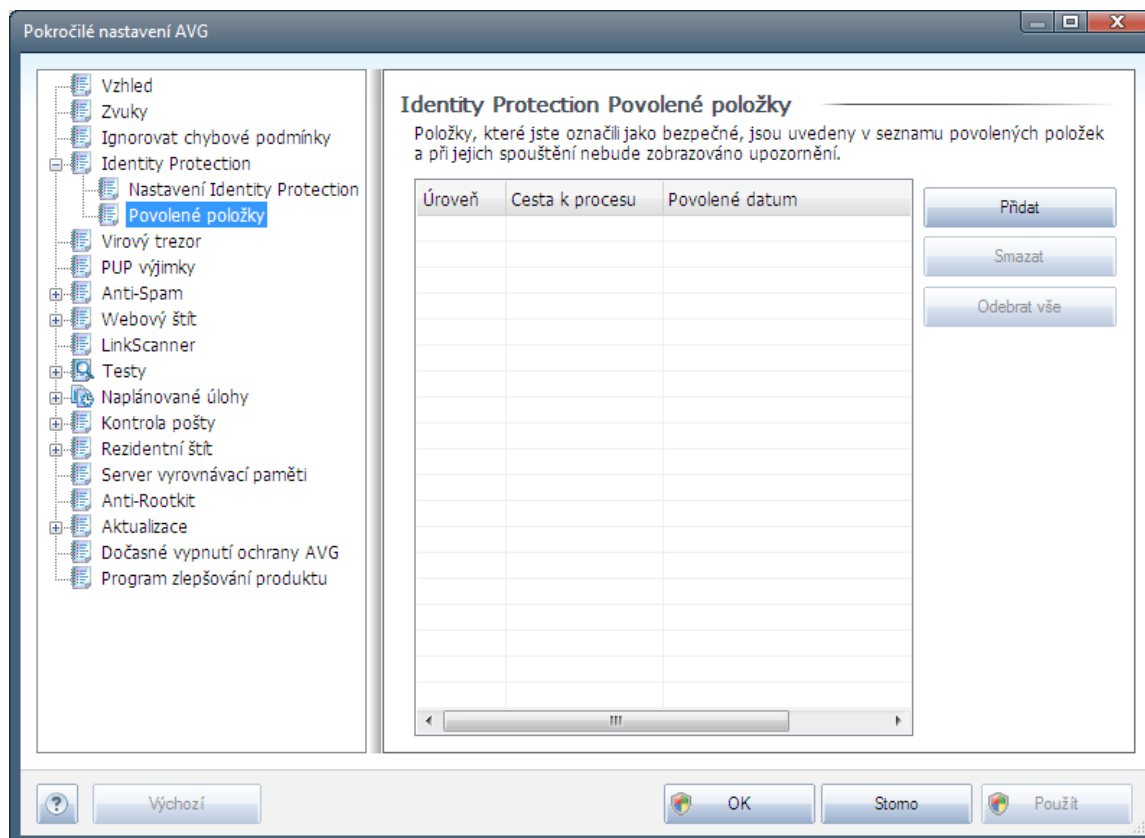 Pokročilé nastavení AVG
Vzhled
Zvuky
Ignorovat chybové podmínky
Identity Protection
Nastavení Identity Protection
Povolené položky
Virový trezor
PUP výjimky
Anti-Spam
Webový štít
LinkScanner
Testy
Naplánované úlohy
Kontrola pošty
Rezidentní štít
Server vyrovnávací paměti
Anti-Rootkit
Aktualizace
Dočasné vypnutí ochrany AVG
Program zlepšování produktu
Identity Protection Povolené položky
Položky, které jste označili jako bezpečné, jsou uvedeny v seznamu povolených položek
a při jejich spouštění nebude zobrazováno upozornění.
Úroveň Cesta k procesu Povolené datum
Přidat
Smazat
Odebrat vše
? Výchozí OK Storno Použít